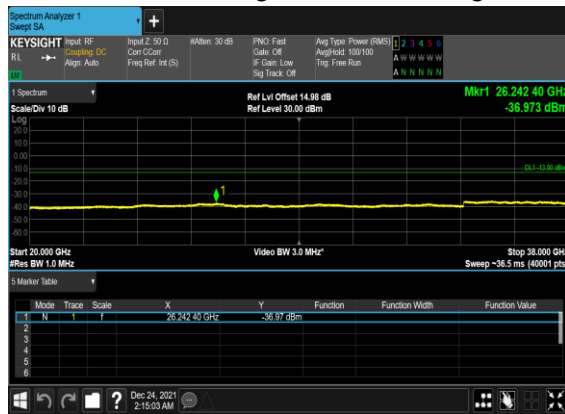 Spectrum Analyzer 1
Swept SA
+
KEYSIGHT Input: RF Input Z: 50 Ω #Atten: 30 dB PNO: Fast Avg Type: Power (RMS) 1 2 3 4 5 6
RL Coupling: DC Corr CCorr Gate: Off Avg|Hold: 100/100 A W W W W W
Align: Auto Freq Ref: Int (S) IF Gain: Low Trig: Free Run
LW Sig Track: Off A N N N N N
1 Spectrum Ref Lvl Offset 14.98 dB Mkr1 26.242 40 GHz
Scale/Div 10 dB Ref Level 30.00 dBm -36.973 dBm
Log
20.0
10.0
0.00
-10.0 DL1 -13.00 dBm
-20.0
-30.0 1
-40.0
-50.0
-60.0
Start 20.000 GHz Video BW 3.0 MHz* Stop 38.000 GHz
#Res BW 1.0 MHz Sweep ~36.5 ms (40001 pts)
5 Marker Table
Mode Trace Scale X Y Function Function Width Function Value
1 N 1 f 26.242 40 GHz -36.97 dBm
2
3
4
5
6
? Dec 24, 2021
2:15:03 AM